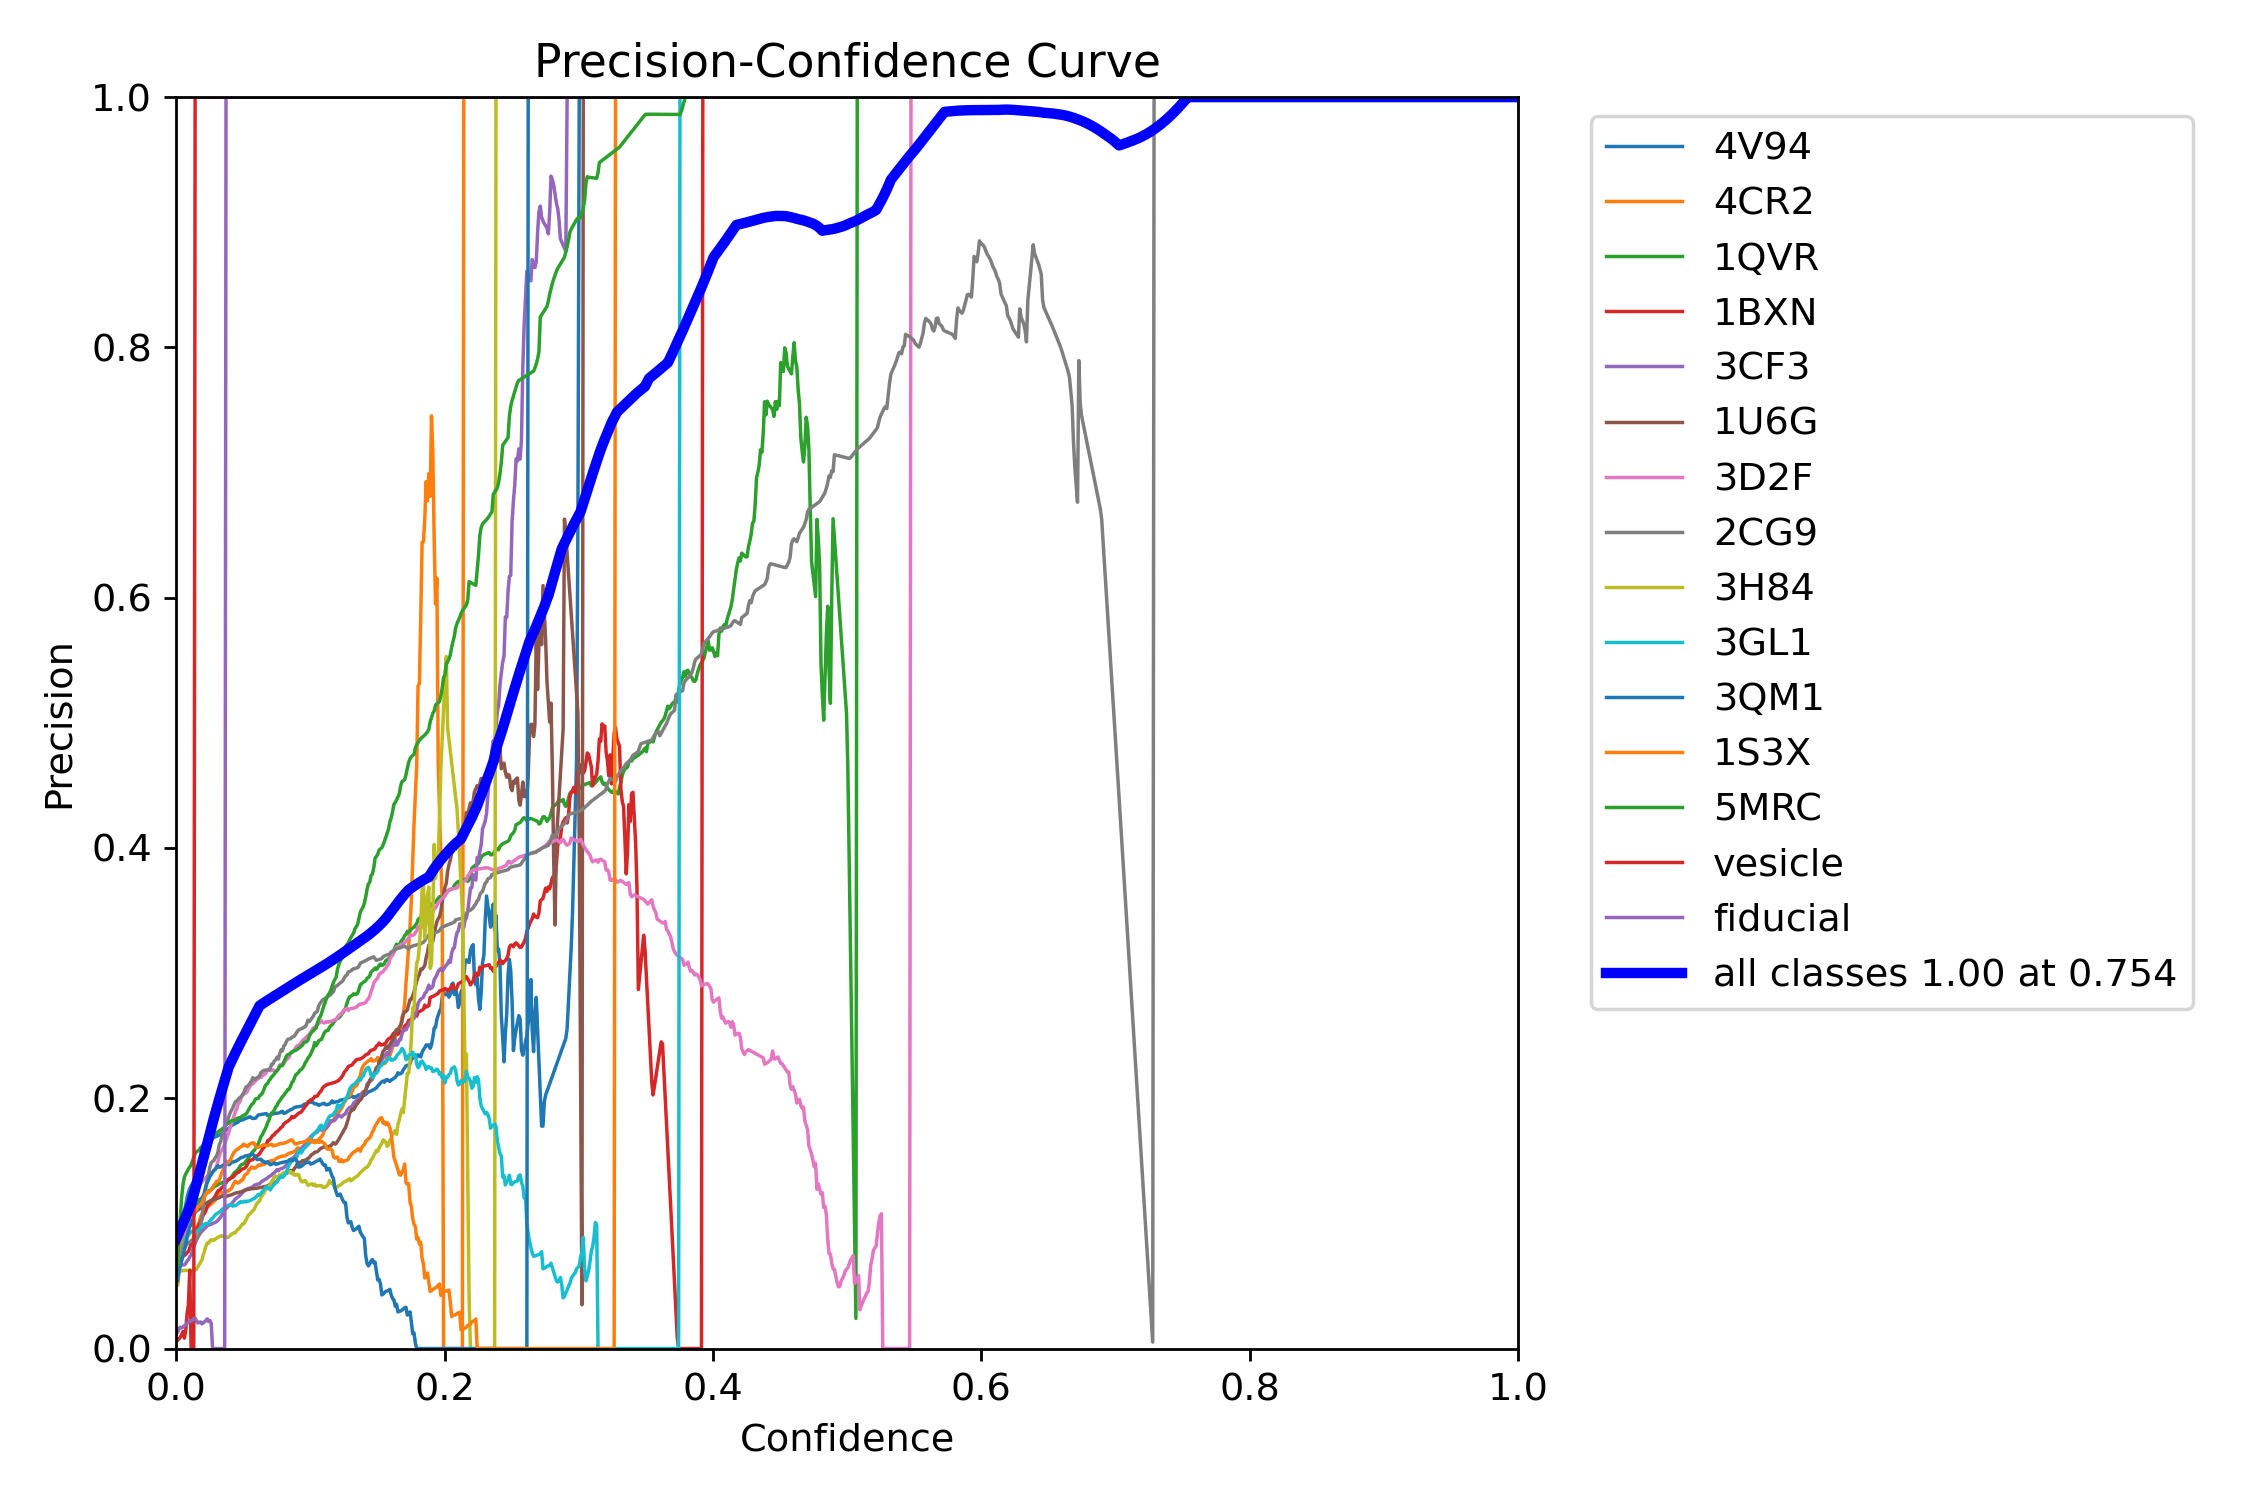 Precision-Confidence Curve
1.0
0.8
0.6
0.4
0.2
0.0
Precision
0.0 0.2 0.4 0.6 0.8 1.0
Confidence
4V94
4CR2
1QVR
1BXN
3CF3
1U6G
3D2F
2CG9
3H84
3GL1
3QM1
1S3X
5MRC
vesicle
fiducial
all classes 1.00 at 0.754